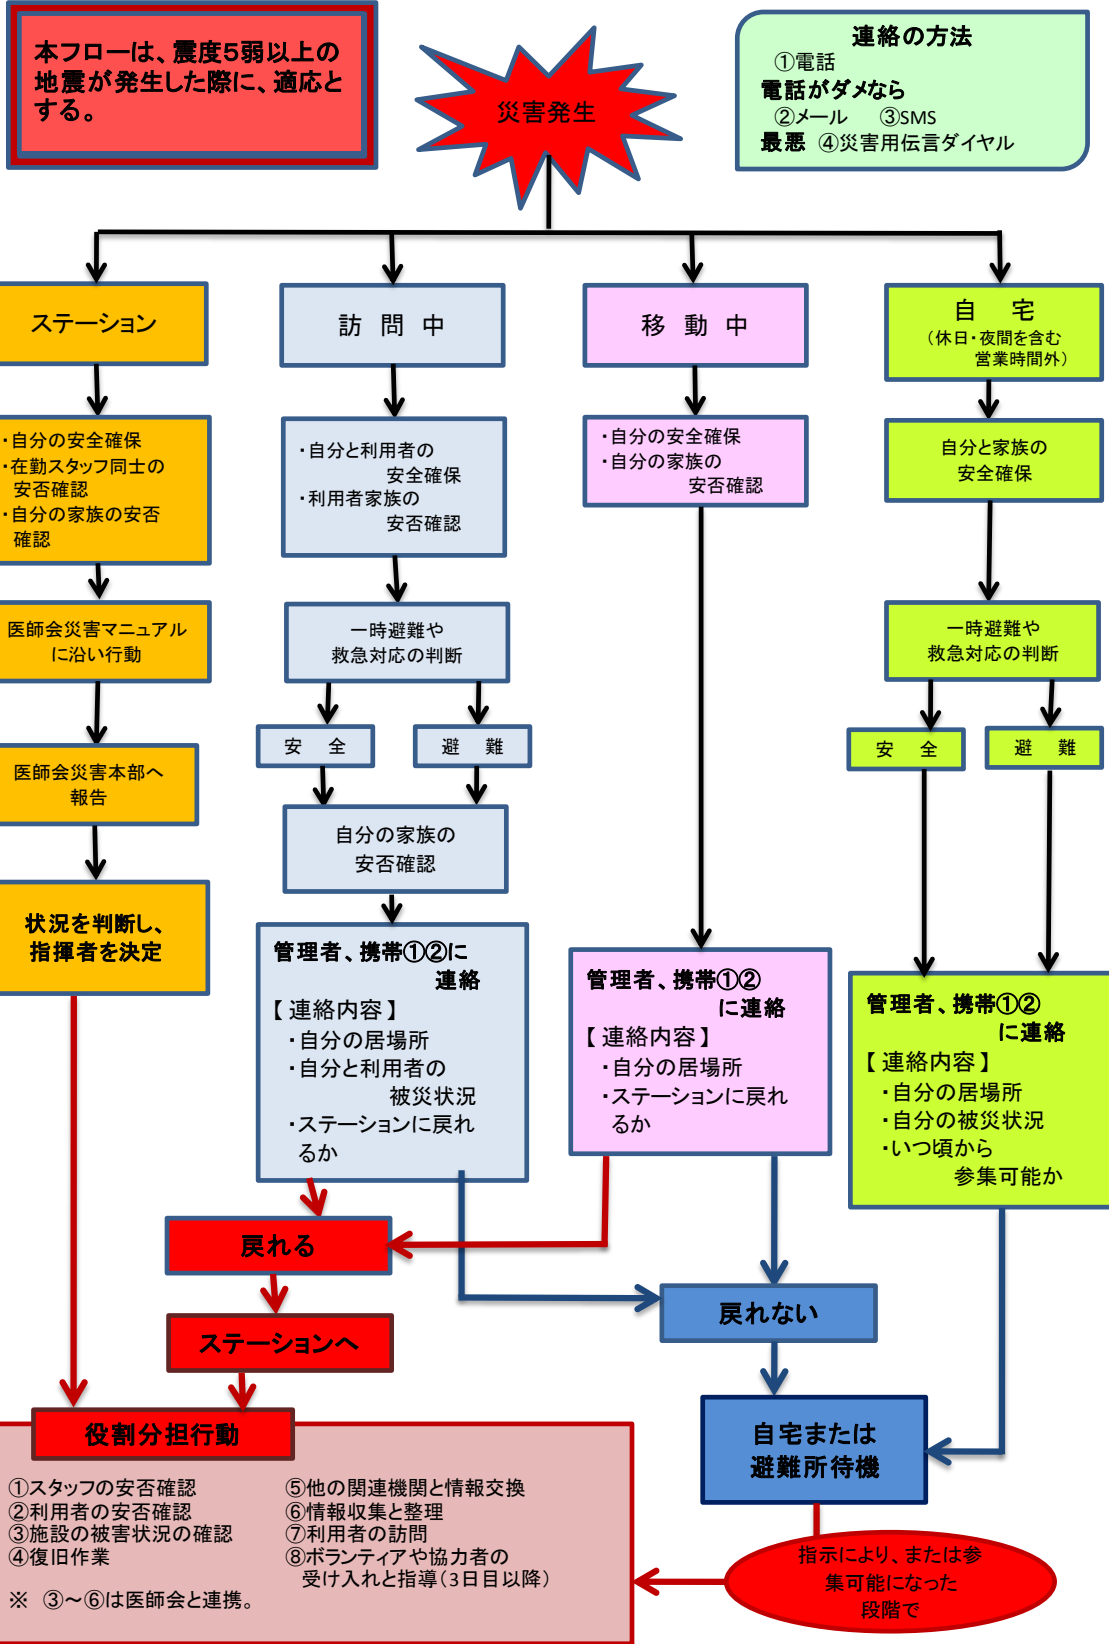 本フローは、震度5弱以上の
地震が発生した際に、適応と
する。
災害発生
連絡の方法
①電話
電話がダメなら
②メール ③SMS
最悪 ④災害用伝言ダイヤル
ステーション
訪 問 中
移 動 中
自 宅
（休日・夜間を含む
営業時間外）
・自分の安全確保
・在勤スタッフ同士の
安否確認
・自分の家族の安否
確認
・自分と利用者の
安全確保
・利用者家族の
安否確認
・自分の安全確保
・自分の家族の
安否確認
自分と家族の
安全確保
医師会災害マニュアル
に沿い行動
一時避難や
救急対応の判断
一時避難や
救急対応の判断
安 全
避 難
安 全
避 難
医師会災害本部へ
報告
自分の家族の
安否確認
状況を判断し、
指揮者を決定
管理者、携帯①②に
連絡
【連絡内容】
・自分の居場所
・自分と利用者の
被災状況
・ステーションに戻れ
るか
管理者、携帯①②
に連絡
【連絡内容】
・自分の居場所
・ステーションに戻れ
るか
管理者、携帯①②
に連絡
【連絡内容】
・自分の居場所
・自分の被災状況
・いつ頃から
参集可能か
戻れる
戻れない
ステーションへ
自宅または
避難所待機
役割分担行動
①スタッフの安否確認
②利用者の安否確認
③施設の被害状況の確認
④復旧作業
※ ③～⑥は医師会と連携。
⑤他の関連機関と情報交換
⑥情報収集と整理
⑦利用者の訪問
⑧ボランティアや協力者の
受け入れと指導（3日目以降）
指示により、または参
集可能になった
段階で